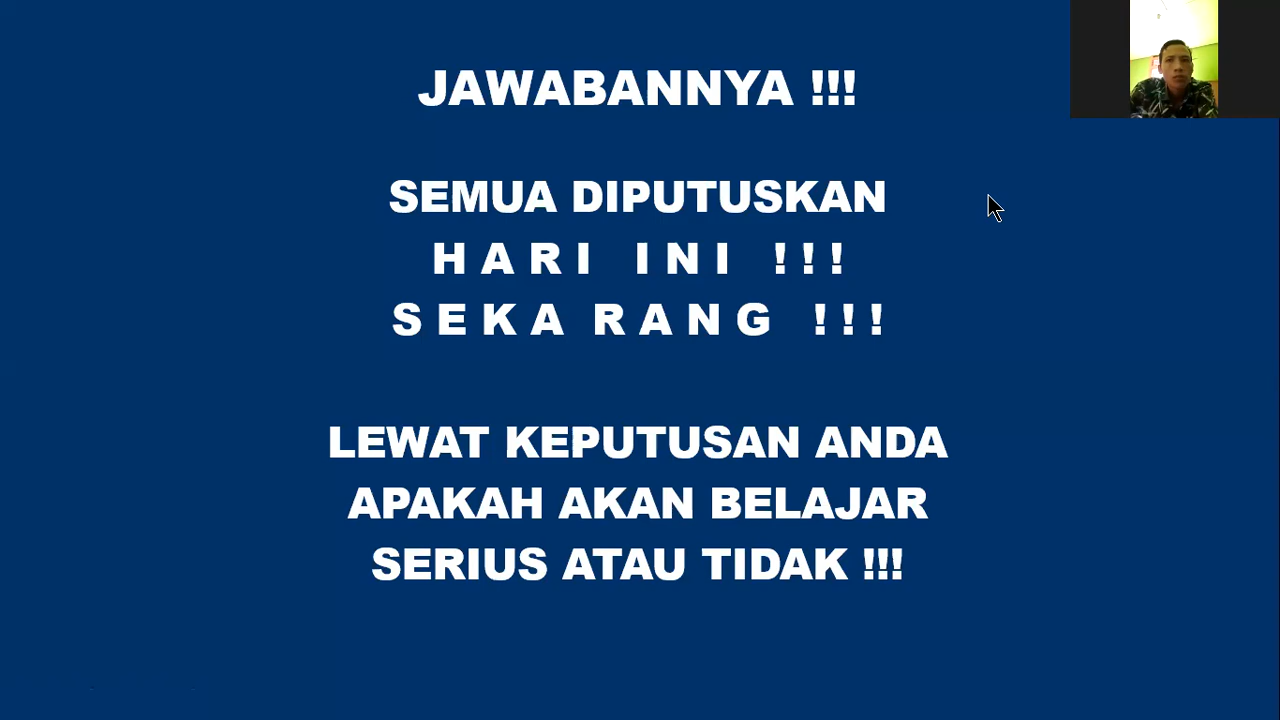 JAWABANNYA !!!
SEMUA DIPUTUSKAN
H A R I   I N I   ! ! !
S E K A  R A N G   ! ! !
LEWAT KEPUTUSAN ANDA
APAKAH AKAN BELAJAR
SERIUS ATAU TIDAK !!!